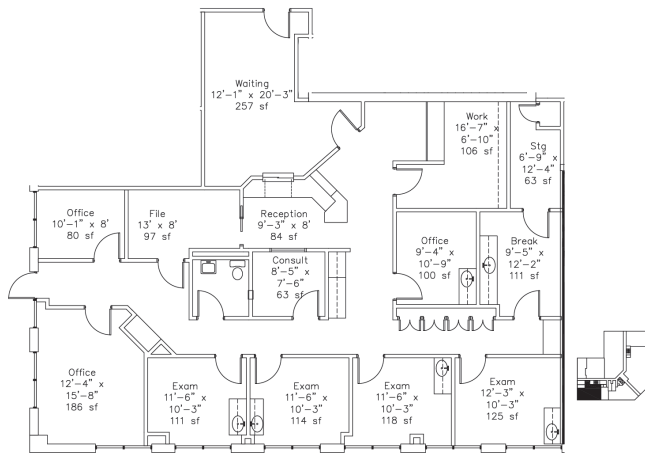 Waiting
12'-1" x 20'-3"
257 sf
Work
16'-7" x
6'-10"
106 sf
Stg
6'-9" x
12'-4"
63 sf
Office
10'-1" x 8'
80 sf
File
13' x 8'
97 sf
Reception
9'-3" x 8'
84 sf
Office
9'-4" x
10'-9"
100 sf
Break
9'-5" x
12'-2"
111 sf
Consult
8'-5" x
7'-6"
63 sf
Office
12'-4" x
15'-8"
186 sf
Exam
11'-6" x
10'-3"
111 sf
Exam
11'-6" x
10'-3"
114 sf
Exam
11'-6" x
10'-3"
118 sf
Exam
12'-3" x
10'-3"
125 sf